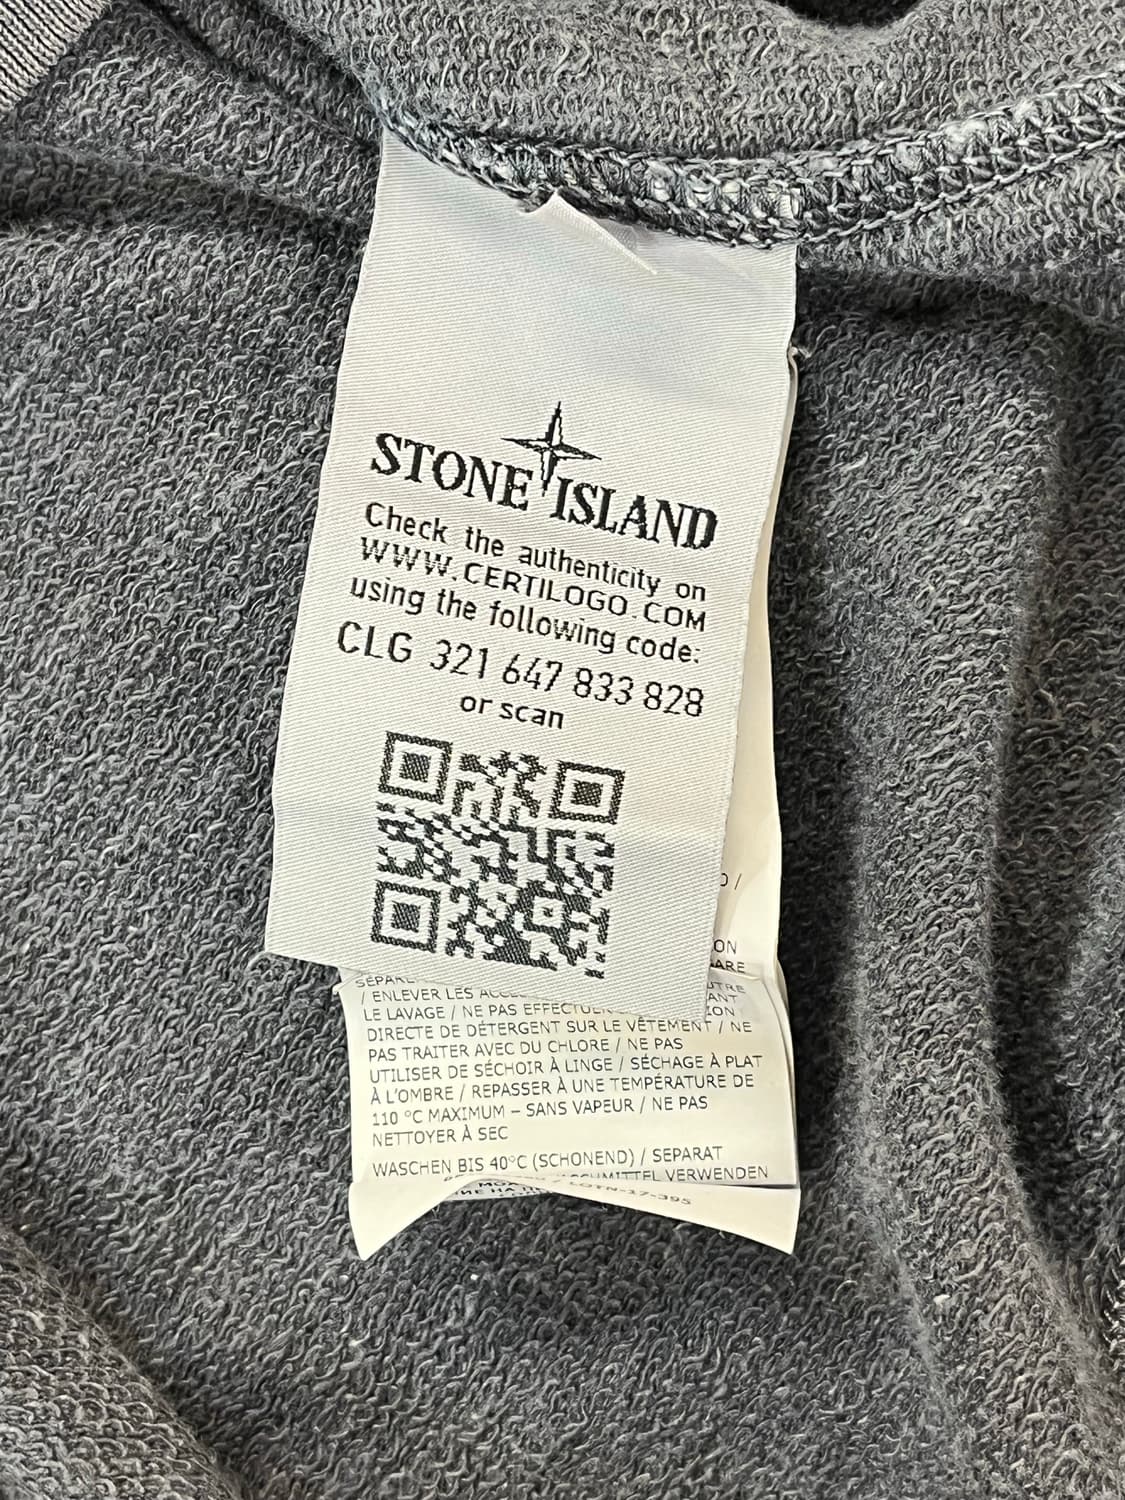 STONE ISLAND
Check the authenticity on
WWW.CERTILOGO.COM
using the following code:
CLG 321 647 833 828
or scan
/ ENLEVER LES
LE LAVAGE / NE PAS
DIRECTE DE DÉTERGENT SUR LE VÊTEMENT / NE
PAS TRAITER AVEC DU CHLORE / NE PAS
UTILISER DE SÉCHOIR À LINGE / SÉCHAGE À PLAT
À L'OMBRE / REPASSER À UNE TEMPÉRATURE DE
110 °C MAXIMUM – SANS VAPEUR / NE PAS
NETTOYER À SEC
WASCHEN BIS 40°C (SCHONEND) / SEPARAT
VERWENDEN